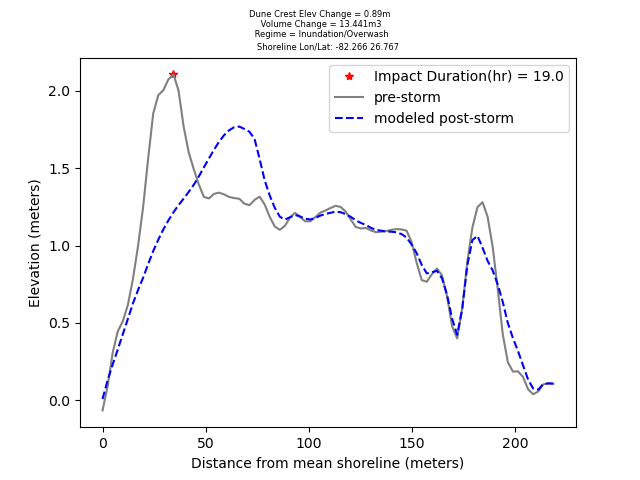 Dune Crest Elev Change = 0.89m
Volume Change = 13.441m3
Regime = Inundation/Overwash
Shoreline Lon/Lat: -82.266 26.767
Impact Duration(hr) = 19.0
pre-storm
modeled post-storm
Elevation (meters)
2.0
1.5
1.0
0.5
0.0
0 50 100 150 200
Distance from mean shoreline (meters)